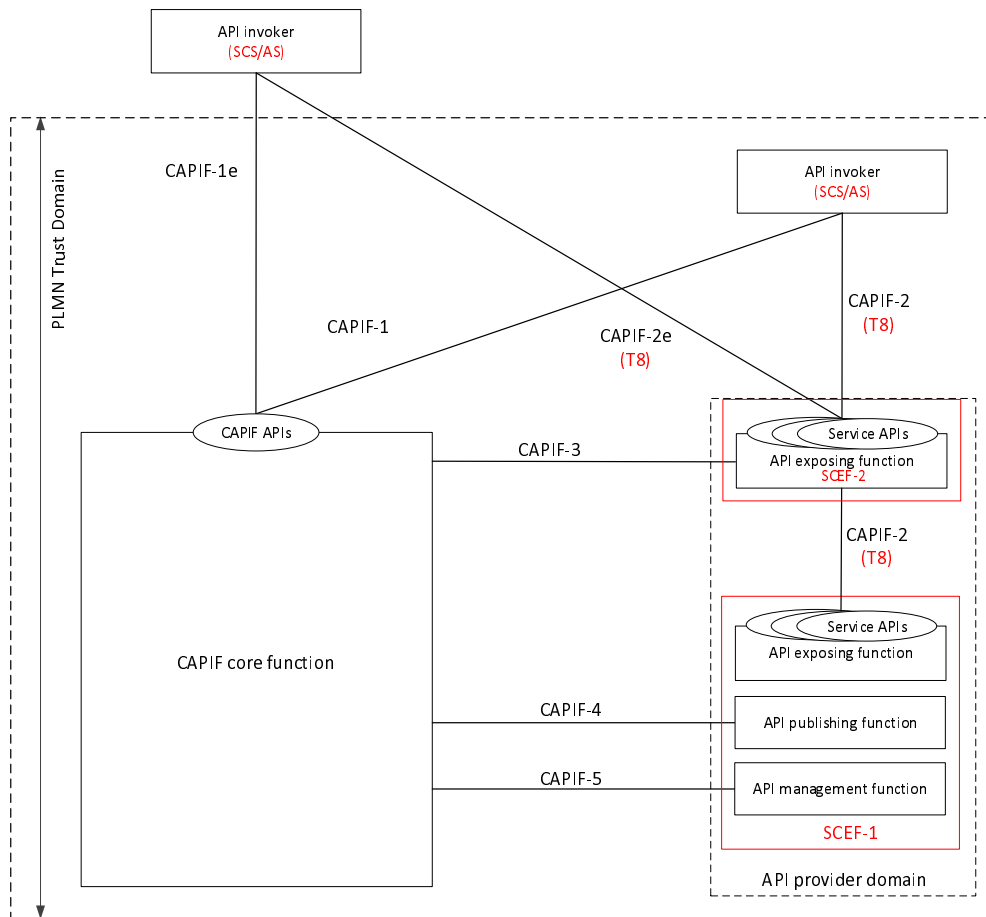 API invoker
(SCS/AS)
CAPIF-1e
API invoker
(SCS/AS)
PLMN Trust Domain
CAPIF-1
CAPIF-2e
(T8)
CAPIF-2
(T8)
CAPIF APIs
Service APIs
API exposing function
SCEF-2
CAPIF-3
CAPIF-2
(T8)
Service APIs
API exposing function
CAPIF core function
CAPIF-4
API publishing function
CAPIF-5
API management function
SCEF-1
API provider domain